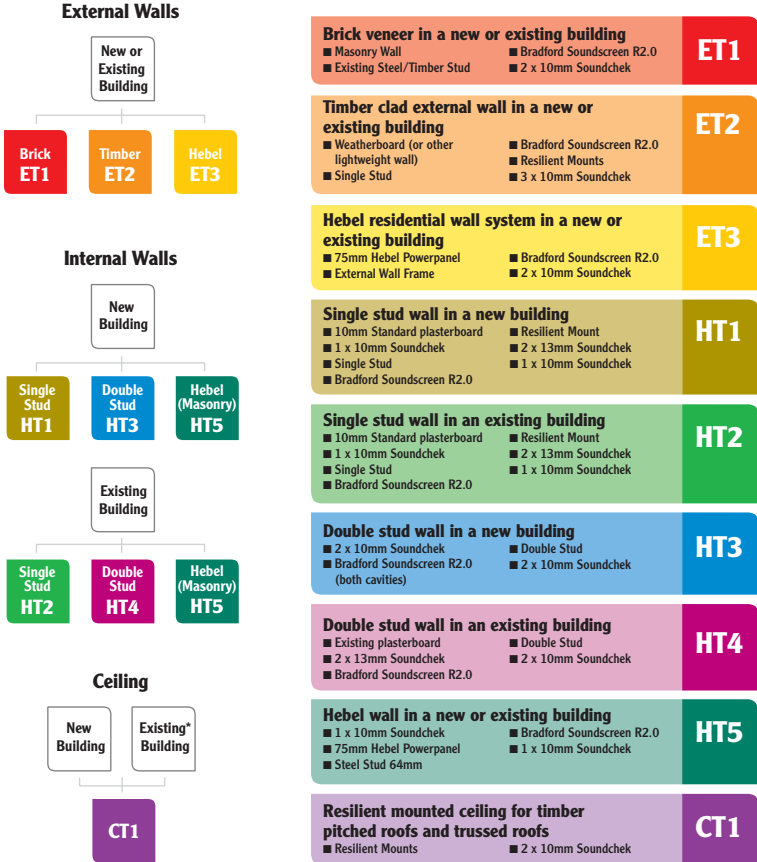 External Walls
New or
Existing
Building
Brick
ET1
Timber
ET2
Hebel
ET3
Internal Walls
New
Building
Single
Stud
HT1
Double
Stud
HT3
Hebel
(Masonry)
HT5
Existing
Building
Single
Stud
HT2
Double
Stud
HT4
Hebel
(Masonry)
HT5
Ceiling
New
Building
Existing*
Building
CT1
Brick veneer in a new or existing building
■ Masonry Wall
■ Existing Steel/Timber Stud
■ Bradford Soundscreen R2.0
■ 2 x 10mm Soundchek
ET1
Timber clad external wall in a new or
existing building
■ Weatherboard (or other
lightweight wall)
■ Single Stud
■ Bradford Soundscreen R2.0
■ Resilient Mounts
■ 3 x 10mm Soundchek
ET2
Hebel residential wall system in a new or
existing building
■ 75mm Hebel Powerpanel
■ External Wall Frame
■ Bradford Soundscreen R2.0
■ 2 x 10mm Soundchek
ET3
Single stud wall in a new building
■ 10mm Standard plasterboard
■ 1 x 10mm Soundchek
■ Single Stud
■ Bradford Soundscreen R2.0
■ Resilient Mount
■ 2 x 13mm Soundchek
■ 1 x 10mm Soundchek
HT1
Single stud wall in an existing building
■ 10mm Standard plasterboard
■ 1 x 10mm Soundchek
■ Single Stud
■ Bradford Soundscreen R2.0
■ Resilient Mount
■ 2 x 13mm Soundchek
■ 1 x 10mm Soundchek
HT2
Double stud wall in a new building
■ 2 x 10mm Soundchek
■ Bradford Soundscreen R2.0
(both cavities)
■ Double Stud
■ 2 x 10mm Soundchek
HT3
Double stud wall in an existing building
■ Existing plasterboard
■ 2 x 13mm Soundchek
■ Bradford Soundscreen R2.0
■ Double Stud
■ 2 x 10mm Soundchek
HT4
Hebel wall in a new or existing building
■ 1 x 10mm Soundchek
■ 75mm Hebel Powerpanel
■ Steel Stud 64mm
■ Bradford Soundscreen R2.0
■ 1 x 10mm Soundchek
HT5
Resilient mounted ceiling for timber
pitched roofs and trussed roofs
■ Resilient Mounts
■ 2 x 10mm Soundchek
CT1